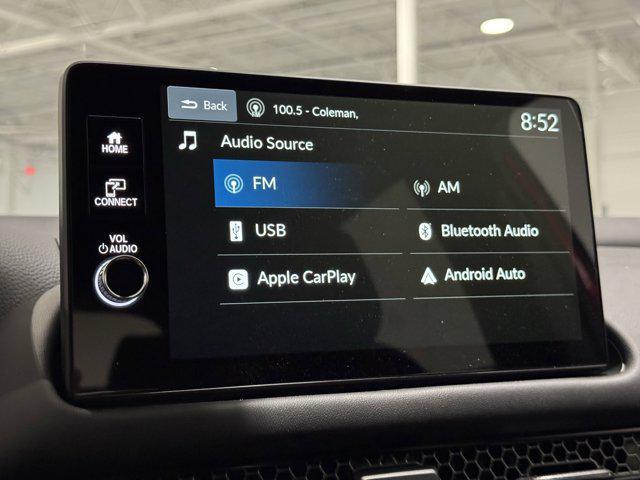 Back 100.5 - Coleman, 8:52
Audio Source
HOME
FM AM
CONNECT
USB Bluetooth Audio
VOL
AUDIO
Apple CarPlay Android Auto